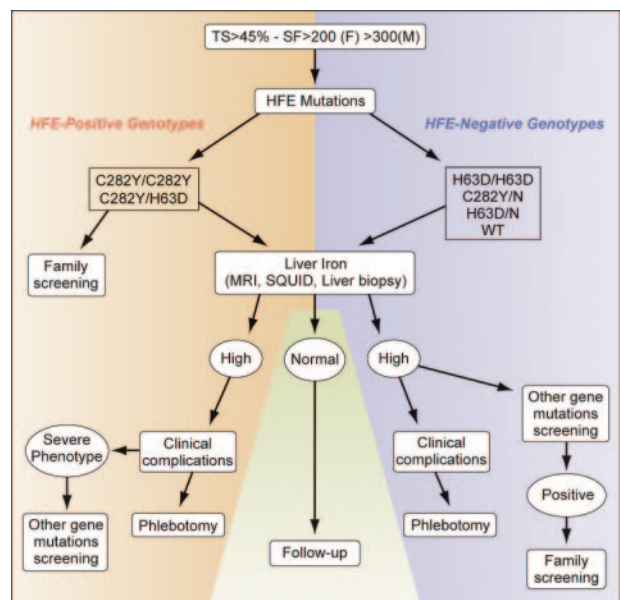 TS>45% - SF>200 (F) >300(M)
HFE Mutations
HFE-Positive Genotypes
HFE-Negative Genotypes
C282Y/C282Y
C282Y/H63D
H63D/H63D
C282Y/N
H63D/N
WT
Family
screening
Liver Iron
(MRI, SQUID, Liver biopsy)
High
Normal
High
Other gene
mutations
screening
Severe
Phenotype
Clinical
complications
Clinical
complications
Positive
Other gene
mutations
screening
Phlebotomy
Follow-up
Phlebotomy
Family
screening